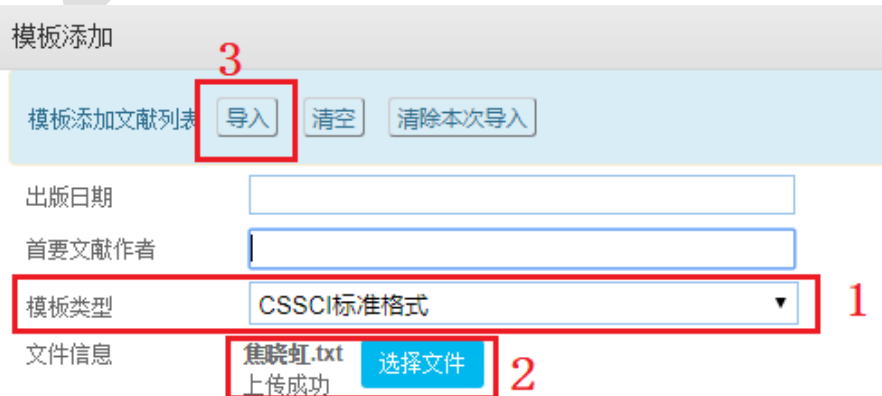 模板添加
3
模板添加文献列表 导入 清空 清除本次导入
出版日期
首要文献作者
模板类型 CSSCI标准格式 1
文件信息 焦晓虹.txt 选择文件 2
上传成功